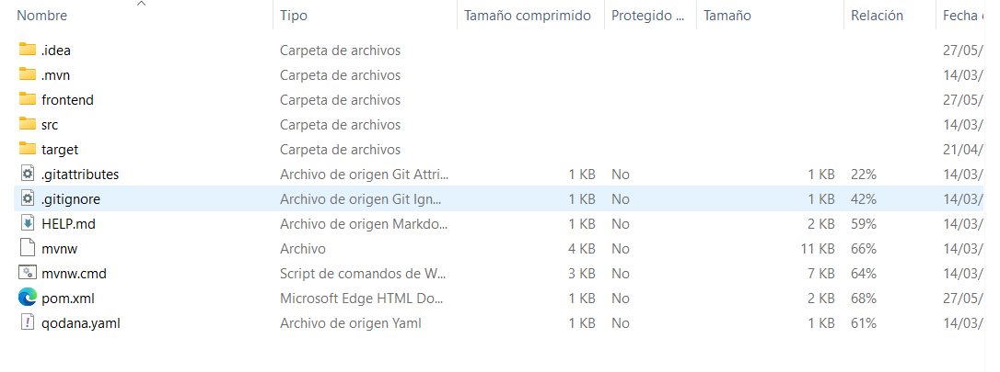 Nombre Tipo Tamaño comprimido Protegido ... Tamaño Relación Fecha
.idea Carpeta de archivos 27/05/
.mvn Carpeta de archivos 14/03/
frontend Carpeta de archivos 27/05/
src Carpeta de archivos 14/03/
target Carpeta de archivos 21/04/
.gitattributes Archivo de origen Git Attri... 1 KB No 1 KB 22% 14/03/
.gitignore Archivo de origen Git Ign... 1 KB No 1 KB 42% 14/03/
HELP.md Archivo de origen Markdo... 1 KB No 2 KB 59% 14/03/
mvnw Archivo 4 KB No 11 KB 66% 14/03/
mvnw.cmd Script de comandos de W... 3 KB No 7 KB 64% 14/03/
pom.xml Microsoft Edge HTML Do... 1 KB No 2 KB 68% 27/05/
qodana.yaml Archivo de origen Yaml 1 KB No 1 KB 61% 14/03/